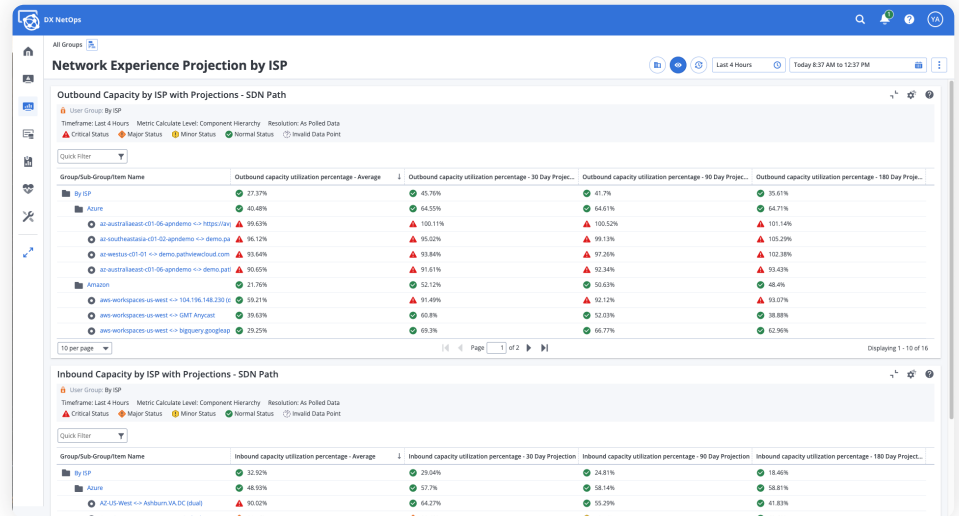 DX NetOps
1
YA
All Groups
Network Experience Projection by ISP
Last 4 Hours
Today 8:37 AM to 12:37 PM
Outbound Capacity by ISP with Projections - SDN Path
User Group: By ISP
Timeframe: Last 4 Hours Metric Calculate Level: Component Hierarchy Resolution: As Polled Data
Critical Status Major Status Minor Status Normal Status Invalid Data Point
Quick Filter
Group/Sub-Group/Item Name Outbound capacity utilization percentage - Average ↓ Outbound capacity utilization percentage - 30 Day Projec... Outbound capacity utilization percentage - 90 Day Projec... Outbound capacity utilization percentage - 180 Day Proje...
By ISP 27.37% 45.76% 41.7% 35.61%
Azure 40.48% 64.55% 64.61% 64.71%
az-australiaeast-c01-06-apndemo <-> https://av 99.63% 100.11% 100.52% 101.14%
az-southeastasia-c01-02-apndemo <-> demo.pa 96.12% 95.02% 99.13% 105.29%
az-westus-c01-01 <-> demo.pathviewcloud.com 93.64% 93.84% 97.26% 102.38%
az-australiaeast-c01-06-apndemo <-> demo.pat 90.65% 91.61% 92.34% 93.43%
Amazon 21.76% 52.12% 50.63% 48.4%
aws-workspaces-us-west <-> 104.196.148.230 (c 59.21% 91.49% 92.12% 93.07%
aws-workspaces-us-west <-> GMT Anycast 39.63% 60.8% 52.03% 38.88%
aws-workspaces-us-west <-> bigquery.googleap 29.25% 69.3% 66.77% 62.96%
10 per page Page 1 of 2 Displaying 1 - 10 of 16
Inbound Capacity by ISP with Projections - SDN Path
User Group: By ISP
Timeframe: Last 4 Hours Metric Calculate Level: Component Hierarchy Resolution: As Polled Data
Critical Status Major Status Minor Status Normal Status Invalid Data Point
Quick Filter
Group/Sub-Group/Item Name Inbound capacity utilization percentage - Average ↓ Inbound capacity utilization percentage - 30 Day Projection Inbound capacity utilization percentage - 90 Day Projection Inbound capacity utilization percentage - 180 Day Project...
By ISP 32.92% 29.04% 24.81% 18.46%
Azure 48.93% 57.7% 58.14% 58.81%
AZ-US-West <-> Ashburn.VA.DC (dual) 90.02% 64.27% 55.29% 41.83%